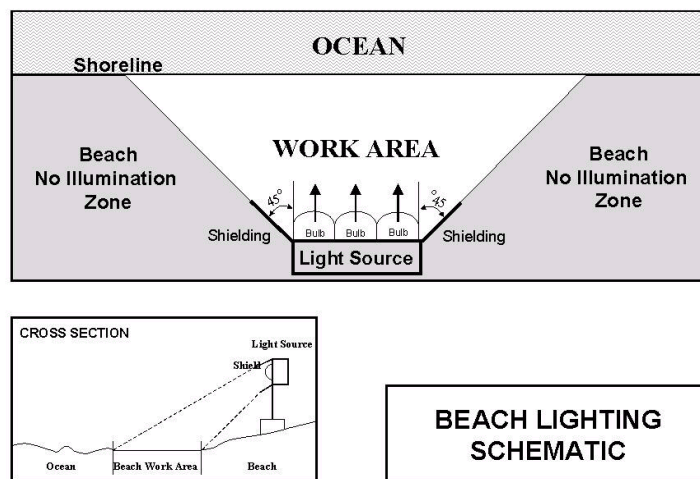 OCEAN
Shoreline
Beach
No Illumination
Zone
WORK AREA
Beach
No Illumination
Zone
45°
°45
Shielding
Bulb
Bulb
Bulb
Shielding
Light Source
CROSS SECTION
Light Source
Shield
Ocean
Beach Work Area
Beach
BEACH LIGHTING
SCHEMATIC